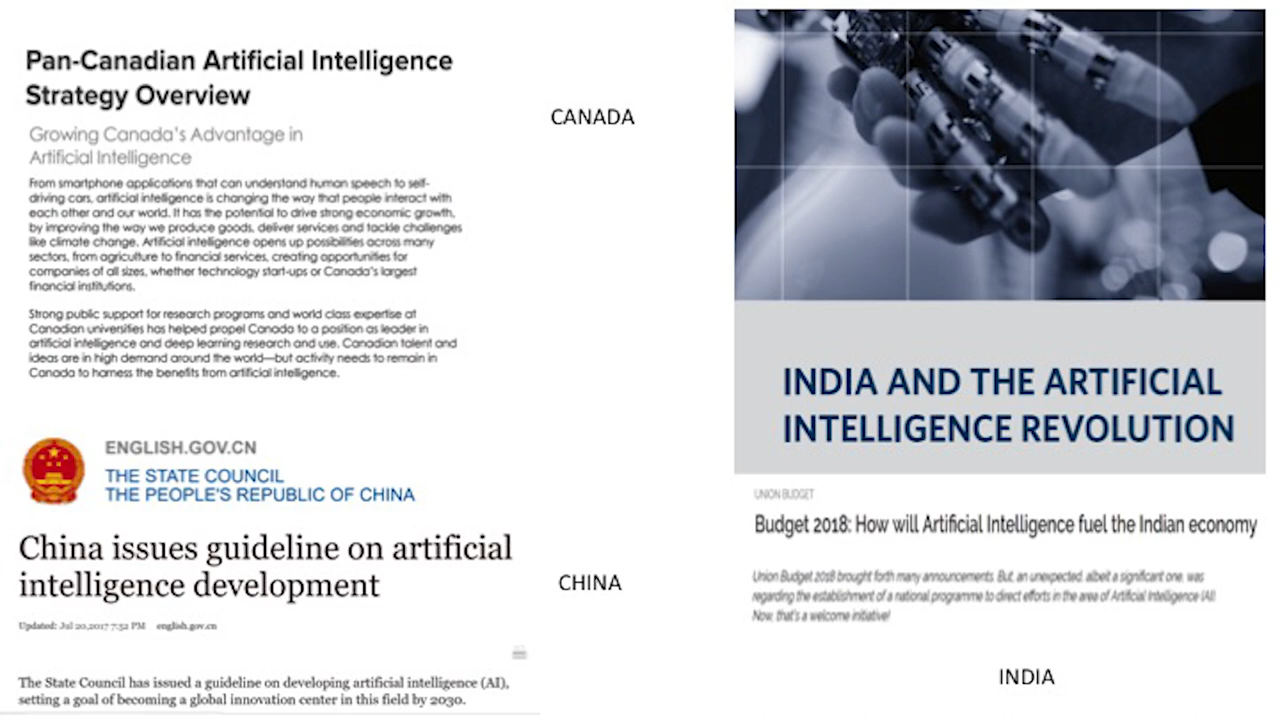 Pan-Canadian Artificial Intelligence
Strategy Overview
Growing Canada's Advantage in
Artificial Intelligence
From smartphone applications that can understand human speech to self-
driving cars, artificial intelligence is changing the way that people interact with
each other and our world. It has the potential to drive strong economic growth,
by improving the way we produce goods, deliver services and tackle challenges
like climate change. Artificial intelligence opens up possibilities across many
sectors, from agriculture to financial services, creating opportunities for
companies of all sizes, whether technology start-ups or Canada's largest
financial institutions.
Strong public support for research programs and world class expertise at
Canadian universities has helped propel Canada to a position as leader in
artificial intelligence and deep learning research and use. Canadian talent and
ideas are in high demand around the world—but activity needs to remain in
Canada to harness the benefits from artificial intelligence.
CANADA
ENGLISH.GOV.CN
THE STATE COUNCIL
THE PEOPLE'S REPUBLIC OF CHINA
China issues guideline on artificial
intelligence development
Updated: Jul 20,2017 7:52 PM english.gov.cn
The State Council has issued a guideline on developing artificial intelligence (AI),
setting a goal of becoming a global innovation center in this field by 2030.
CHINA
INDIA AND THE ARTIFICIAL
INTELLIGENCE REVOLUTION
UNION BUDGET
Budget 2018: How will Artificial Intelligence fuel the Indian economy
Union Budget 2018 brought forth many announcements. But, an unexpected, albeit a significant one, was
regarding the establishment of a national programme to direct efforts in the area of Artificial Intelligence (AI).
Now, that's a welcome initiative!
INDIA